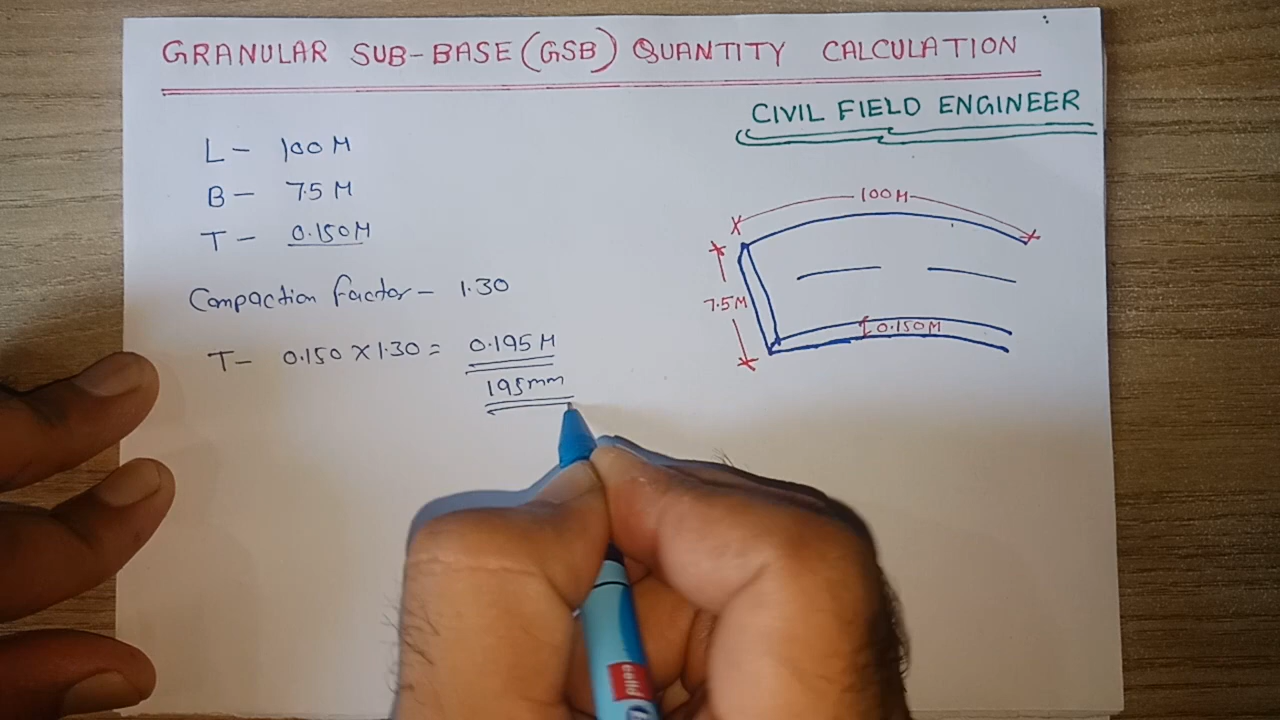 GRANULAR SUB-BASE (GSB) QUANTITY CALCULATION
CIVIL FIELD ENGINEER
L - 100 M
B - 7.5 M
T - 0.150 M
Compaction factor - 1.30
T - 0.150 X 1.30 = 0.195 M
195mm
100 M
7.5 M
0.150 M
cello